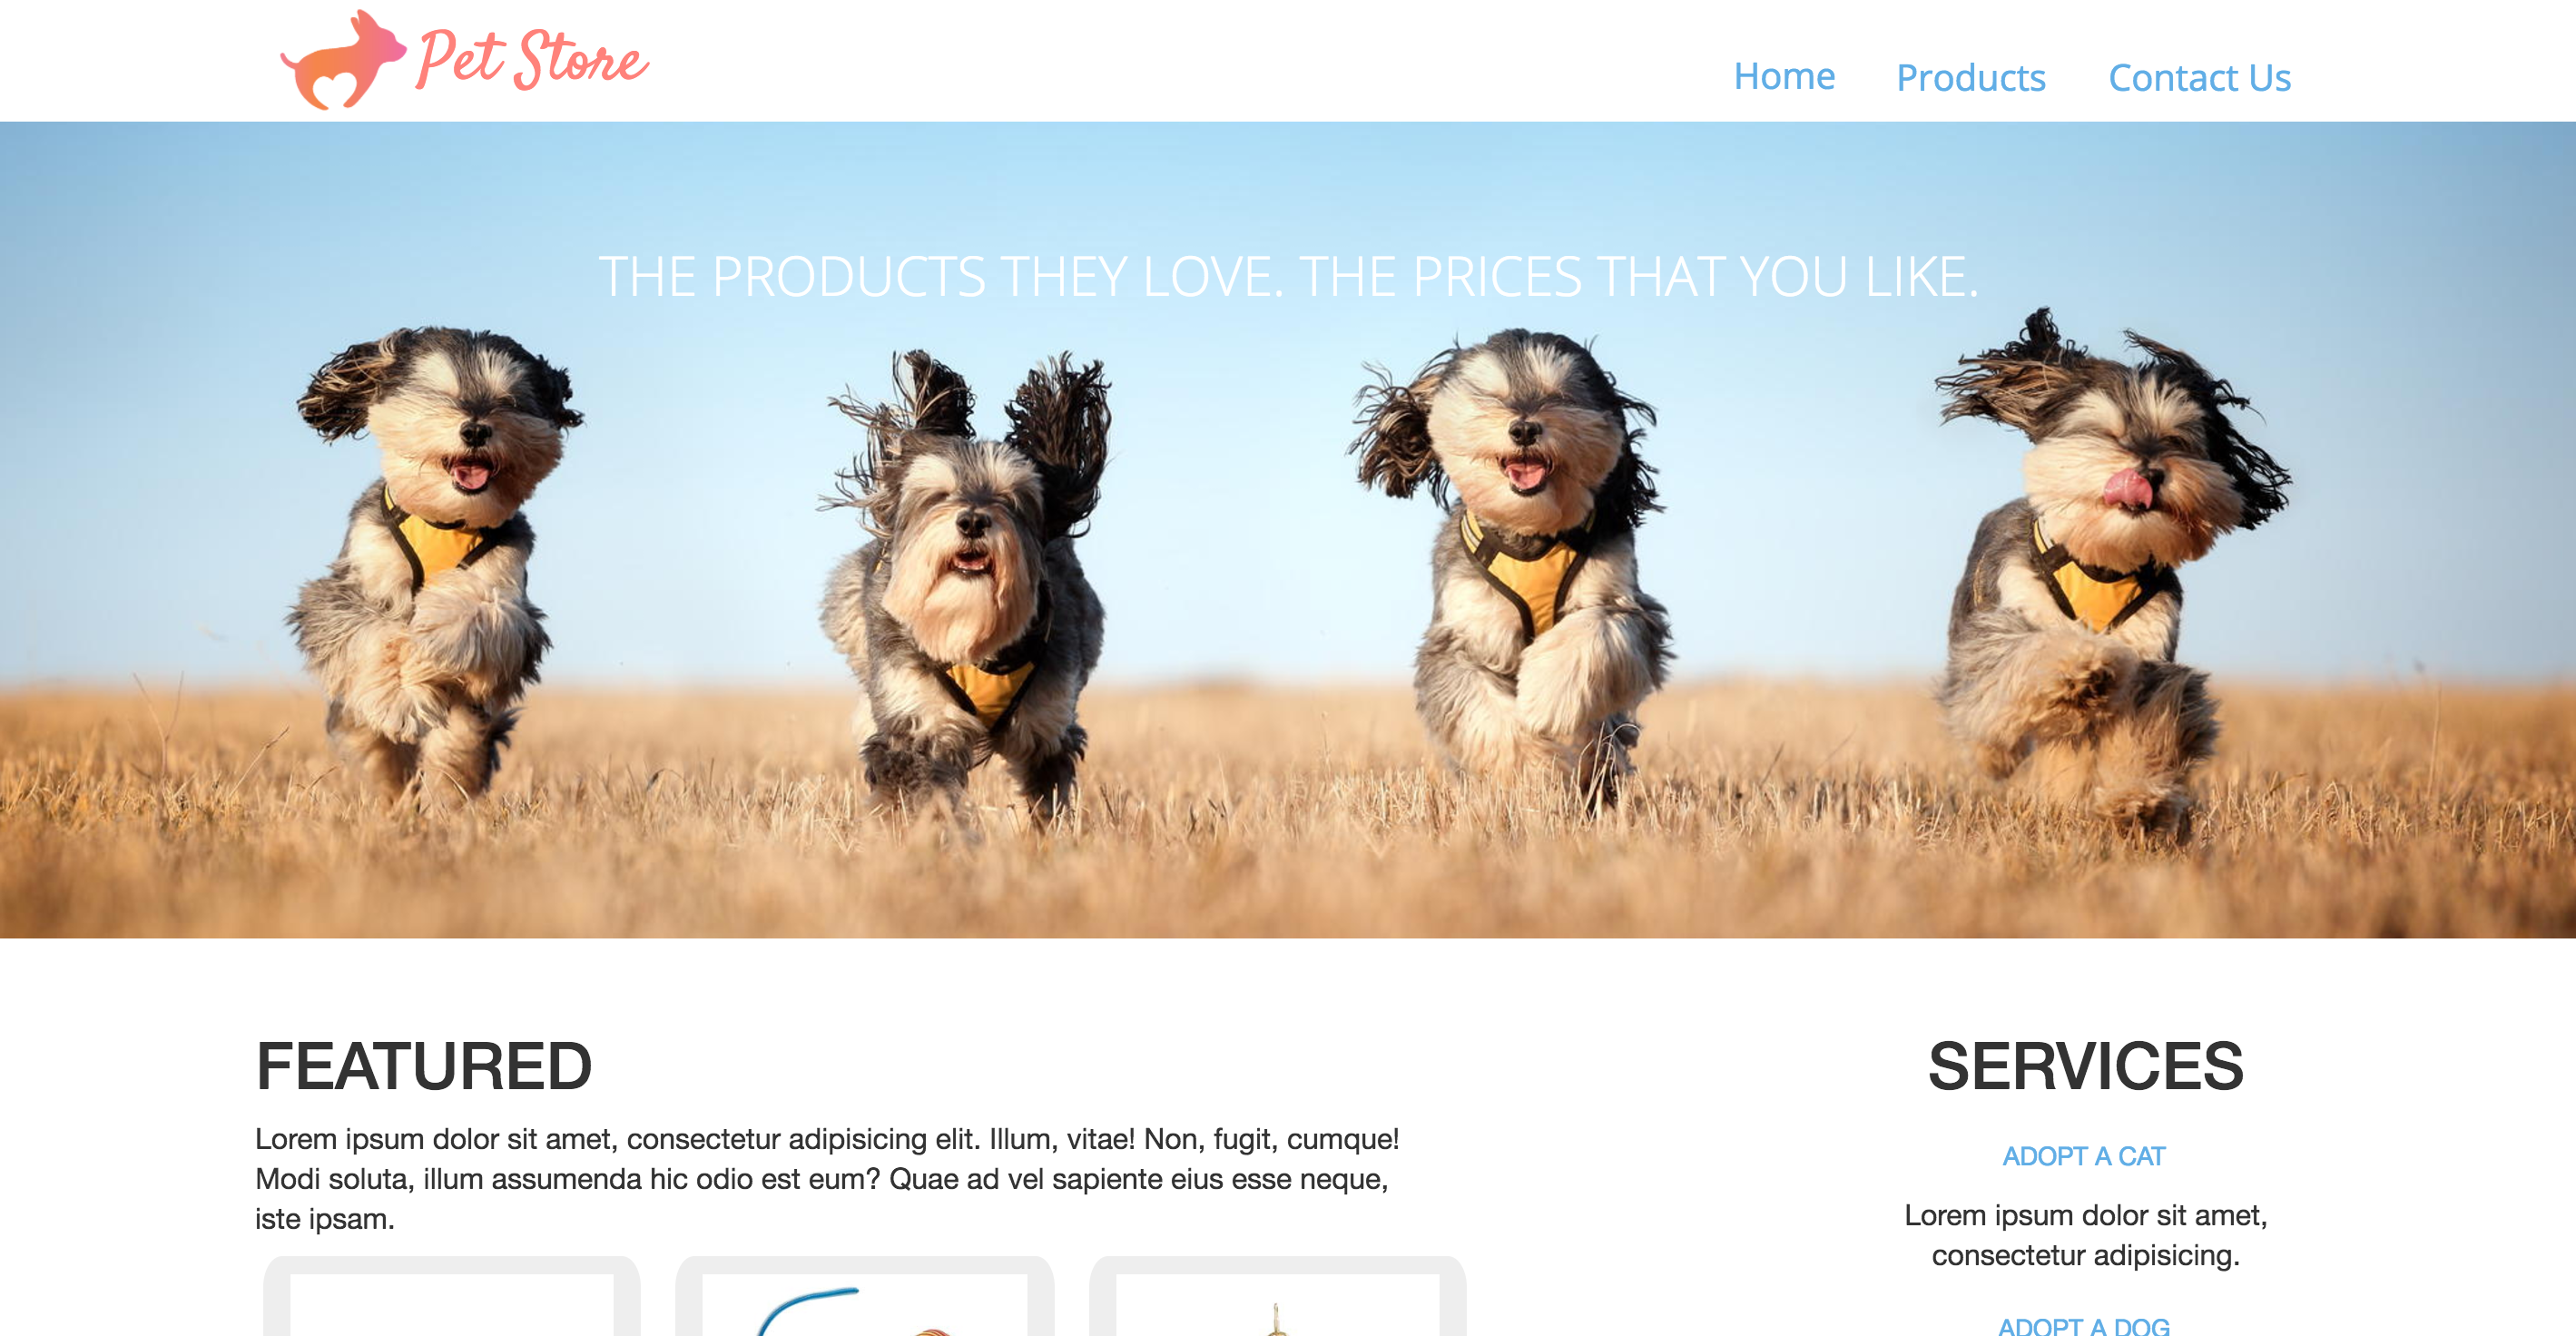 Pet Store
Home
Products
Contact Us
THE PRODUCTS THEY LOVE. THE PRICES THAT YOU LIKE.
FEATURED
Lorem ipsum dolor sit amet, consectetur adipisicing elit. Illum, vitae! Non, fugit, cumque!
Modi soluta, illum assumenda hic odio est eum? Quae ad vel sapiente eius esse neque,
iste ipsam.
SERVICES
ADOPT A CAT
Lorem ipsum dolor sit amet,
consectetur adipisicing.
ADOPT A DOG